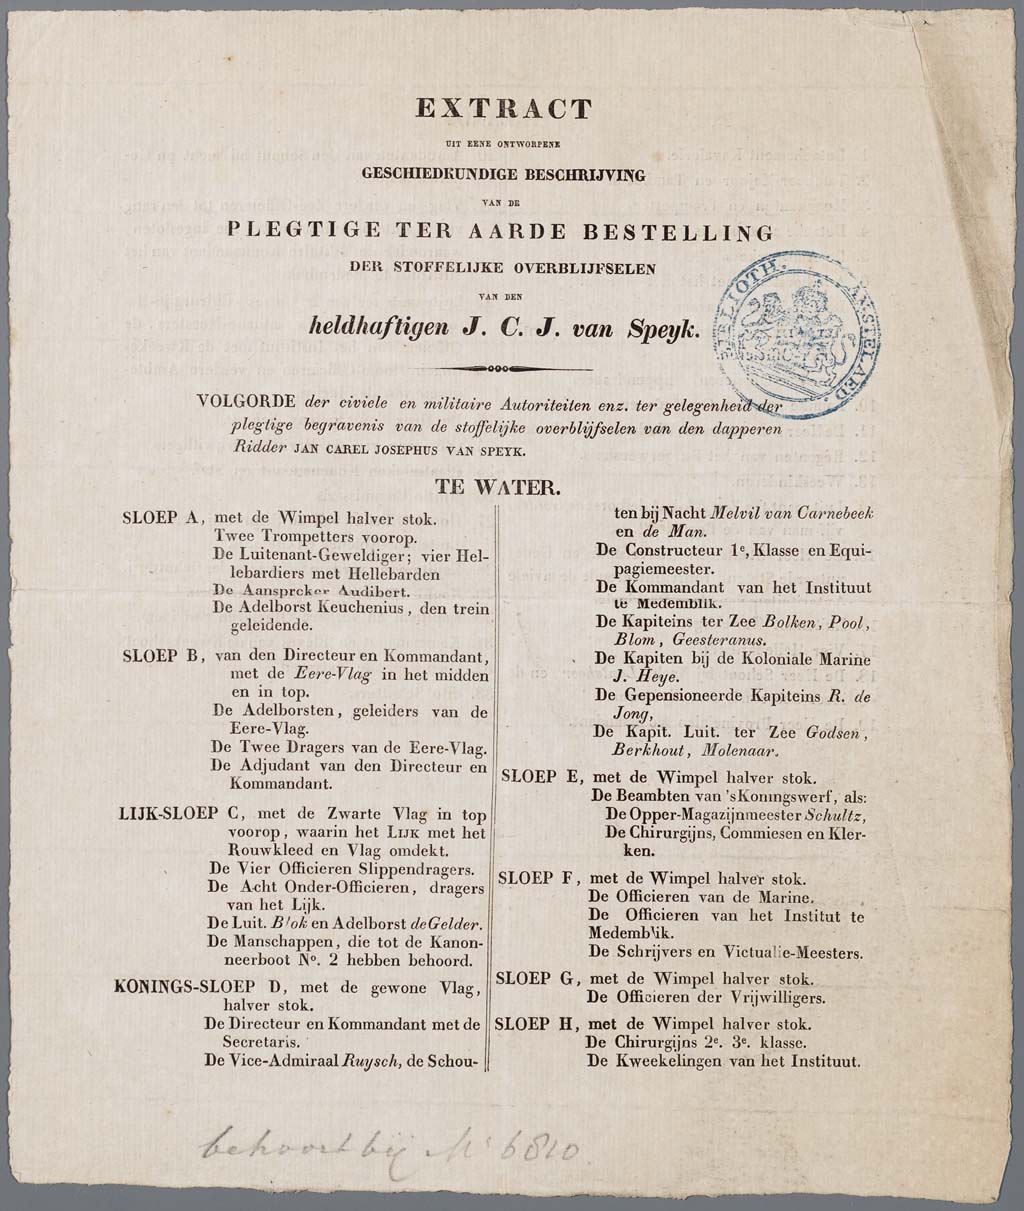 EXTRACT
UIT EENE ONTWORPENE
GESCHIEDKUNDIGE BESCHRIJVING
VAN DE
PLEGTIGE TER AARDE BESTELLING
DER STOFFELIJKE OVERBLIJFSELEN
VAN DEN
heldhaftigen J. C. J. van Speyk.
BIBLIOTH. AMSTELAED.
VOLGORDE der civiele en militaire Autoriteiten enz. ter gelegenheid der
plegtige begravenis van de stoffelijke overblijfselen van den dapperen
Ridder JAN CAREL JOSEPHUS VAN SPEYK.
TE WATER.
SLOEP A, met de Wimpel halver stok.
Twee Trompetters voorop.
De Luitenant-Geweldiger; vier Hel-
lebardiers met Hellebarden
De Aanspreker Audibert.
De Adelborst Keuchenius, den trein
geleidende.
SLOEP B, van den Directeur en Kommandant,
met de Eere-Vlag in het midden
en in top.
De Adelborsten, geleiders van de
Eere-Vlag.
De Twee Dragers van de Eere-Vlag.
De Adjudant van den Directeur en
Kommandant.
LIJK-SLOEP C, met de Zwarte Vlag in top
voorop, waarin het LIJK met het
Rouwkleed en Vlag omdekt.
De Vier Officieren Slippendragers.
De Acht Onder-Officieren, dragers
van het Lijk.
De Luit. Blok en Adelborst de Gelder.
De Manschappen, die tot de Kanon-
neerboot No. 2 hebben behoord.
KONINGS-SLOEP D, met de gewone Vlag,
halver stok.
De Directeur en Kommandant met de
Secretaris.
De Vice-Admiraal Ruysch, de Schou-
ten bij Nacht Melvil van Carnebeek
en de Man.
De Constructeur 1e, Klasse en Equi-
pagiemeester.
De Kommandant van het Instituut
te Medemblik.
De Kapiteins ter Zee Bolken, Pool,
Blom, Geesteranus.
De Kapiten bij de Koloniale Marine
J. Heye.
De Gepensioneerde Kapiteins R. de
Jong,
De Kapit. Luit. ter Zee Godsen,
Berkhout, Molenaar.
SLOEP E, met de Wimpel halver stok.
De Beambten van 's Koningswerf, als:
De Opper-Magazijnmeester Schultz,
De Chirurgijns, Commiesen en Kler-
ken.
SLOEP F, met de Wimpel halver stok.
De Officieren van de Marine.
De Officieren van het Institut te
Medemblik.
De Schrijvers en Victualie-Meesters.
SLOEP G, met de Wimpel halver stok.
De Officieren der Vrijwilligers.
SLOEP H, met de Wimpel halver stok.
De Chirurgijns 2e. 3e. klasse.
De Kweekelingen van het Instituut.
behoort bij No 6810.